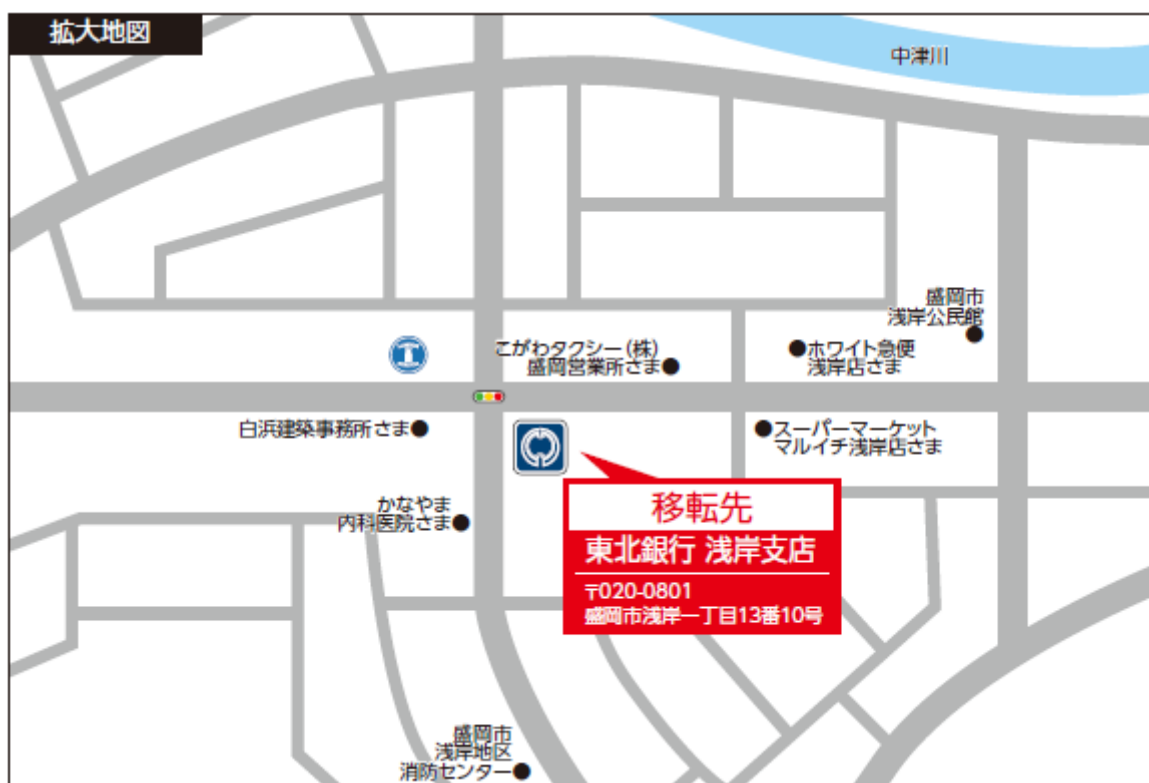 拡大地図
中津川
盛岡市
浅岸公民館
こがわタクシー(株)
盛岡営業所さま
ホワイト急便
浅岸店さま
白浜建築事務所さま
スーパーマーケット
マルイチ浅岸店さま
かなやま
内科医院さま
移転先
東北銀行 浅岸支店
〒020-0801
盛岡市浅岸一丁目13番10号
盛岡市
浅岸地区
消防センター